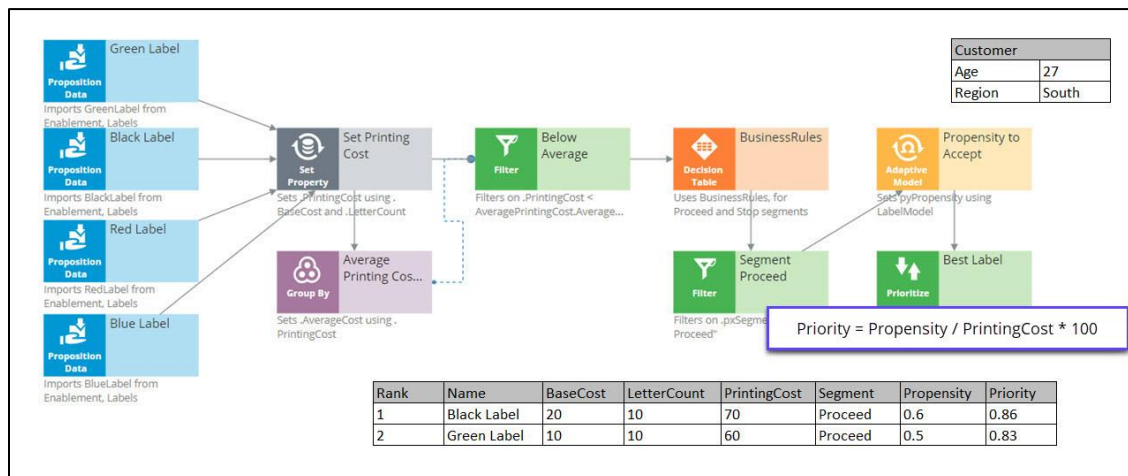 Green Label
Proposition
Data
Imports GreenLabel from
Enablement, Labels
Black Label
Proposition
Data
Imports BlackLabel from
Enablement, Labels
Red Label
Proposition
Data
Imports RedLabel from
Enablement, Labels
Blue Label
Proposition
Data
Imports BlueLabel from
Enablement, Labels
Set Printing
Cost
Set
Property
Sets .PrintingCost using .
BaseCost and .LetterCount
Average
Printing Cos...
Group By
Sets .AverageCost using .
PrintingCost
Below
Average
Filter
Filters on .PrintingCost <
AveragePrintingCost.Average...
BusinessRules
Decision
Table
Uses BusinessRules, for
Proceed and Stop segments
Segment
Proceed
Filter
Filters on .pxSegment
Proceed"
Propensity to
Accept
Adaptive
Model
Sets pyPropensity using
LabelModel
Best Label
Prioritize
Priority = Propensity / PrintingCost * 100
Customer
Age 27
Region South
Rank Name BaseCost LetterCount PrintingCost Segment Propensity Priority
1 Black Label 20 10 70 Proceed 0.6 0.86
2 Green Label 10 10 60 Proceed 0.5 0.83